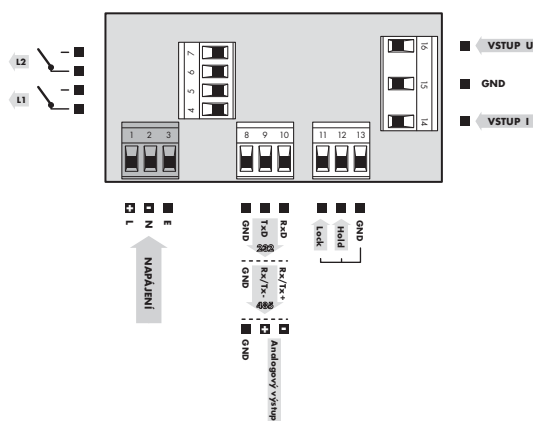 L2
L1
7
6
5
4
16
15
14
VSTUP U
GND
VSTUP I
1 2 3
8 9 10
11 12 13
L
N
E
NAPÁJENÍ
GND
TxD
RxD
232
GND
Rx/Tx-
Rx/Tx+
485
GND
+
-
Analogový výstup
Lock
Hold
GND